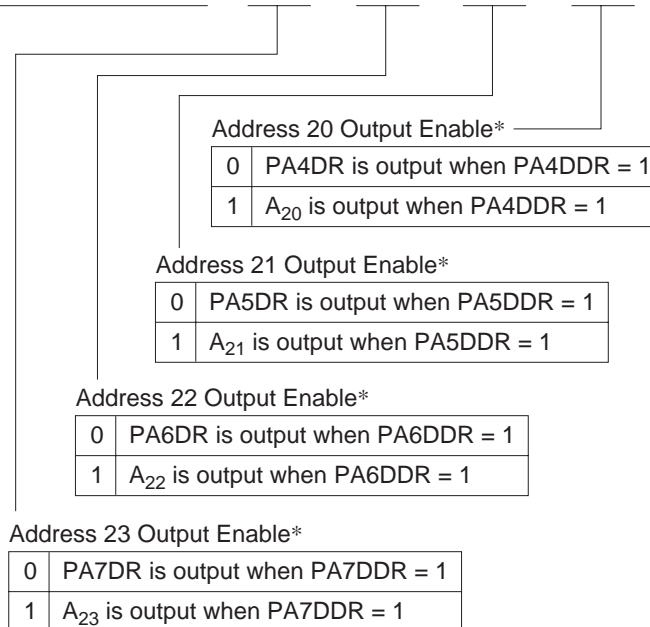 Address 20 Output Enable*
0 PA4DR is output when PA4DDR = 1
1 A20 is output when PA4DDR = 1
Address 21 Output Enable*
0 PA5DR is output when PA5DDR = 1
1 A21 is output when PA5DDR = 1
Address 22 Output Enable*
0 PA6DR is output when PA6DDR = 1
1 A22 is output when PA6DDR = 1
Address 23 Output Enable*
0 PA7DR is output when PA7DDR = 1
1 A23 is output when PA7DDR = 1